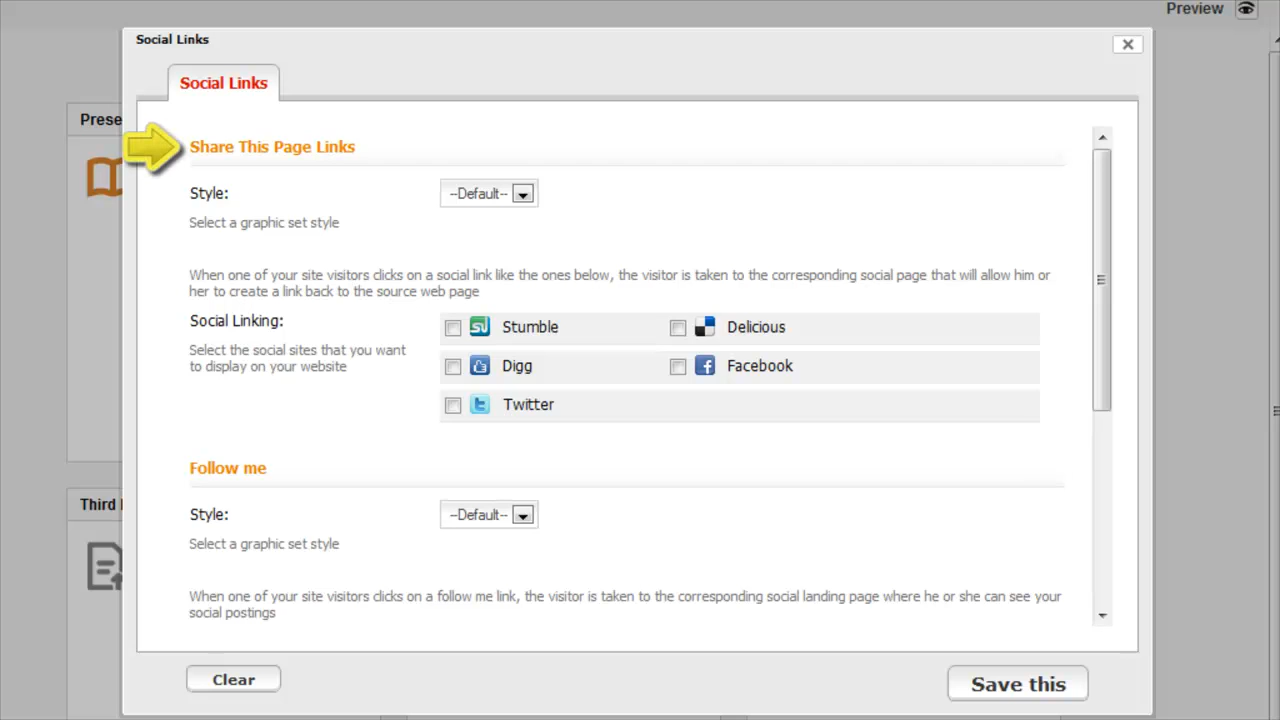 Preview
Social Links
Social Links
Prese
Share This Page Links
Style:
--Default--
Select a graphic set style
When one of your site visitors clicks on a social link like the ones below, the visitor is taken to the corresponding social page that will allow him or
her to create a link back to the source web page
Social Linking:
Stumble
Delicious
Select the social sites that you want
to display on your website
Digg
Facebook
Twitter
Follow me
Third
Style:
--Default--
Select a graphic set style
When one of your site visitors clicks on a follow me link, the visitor is taken to the corresponding social landing page where he or she can see your
social postings
Clear
Save this